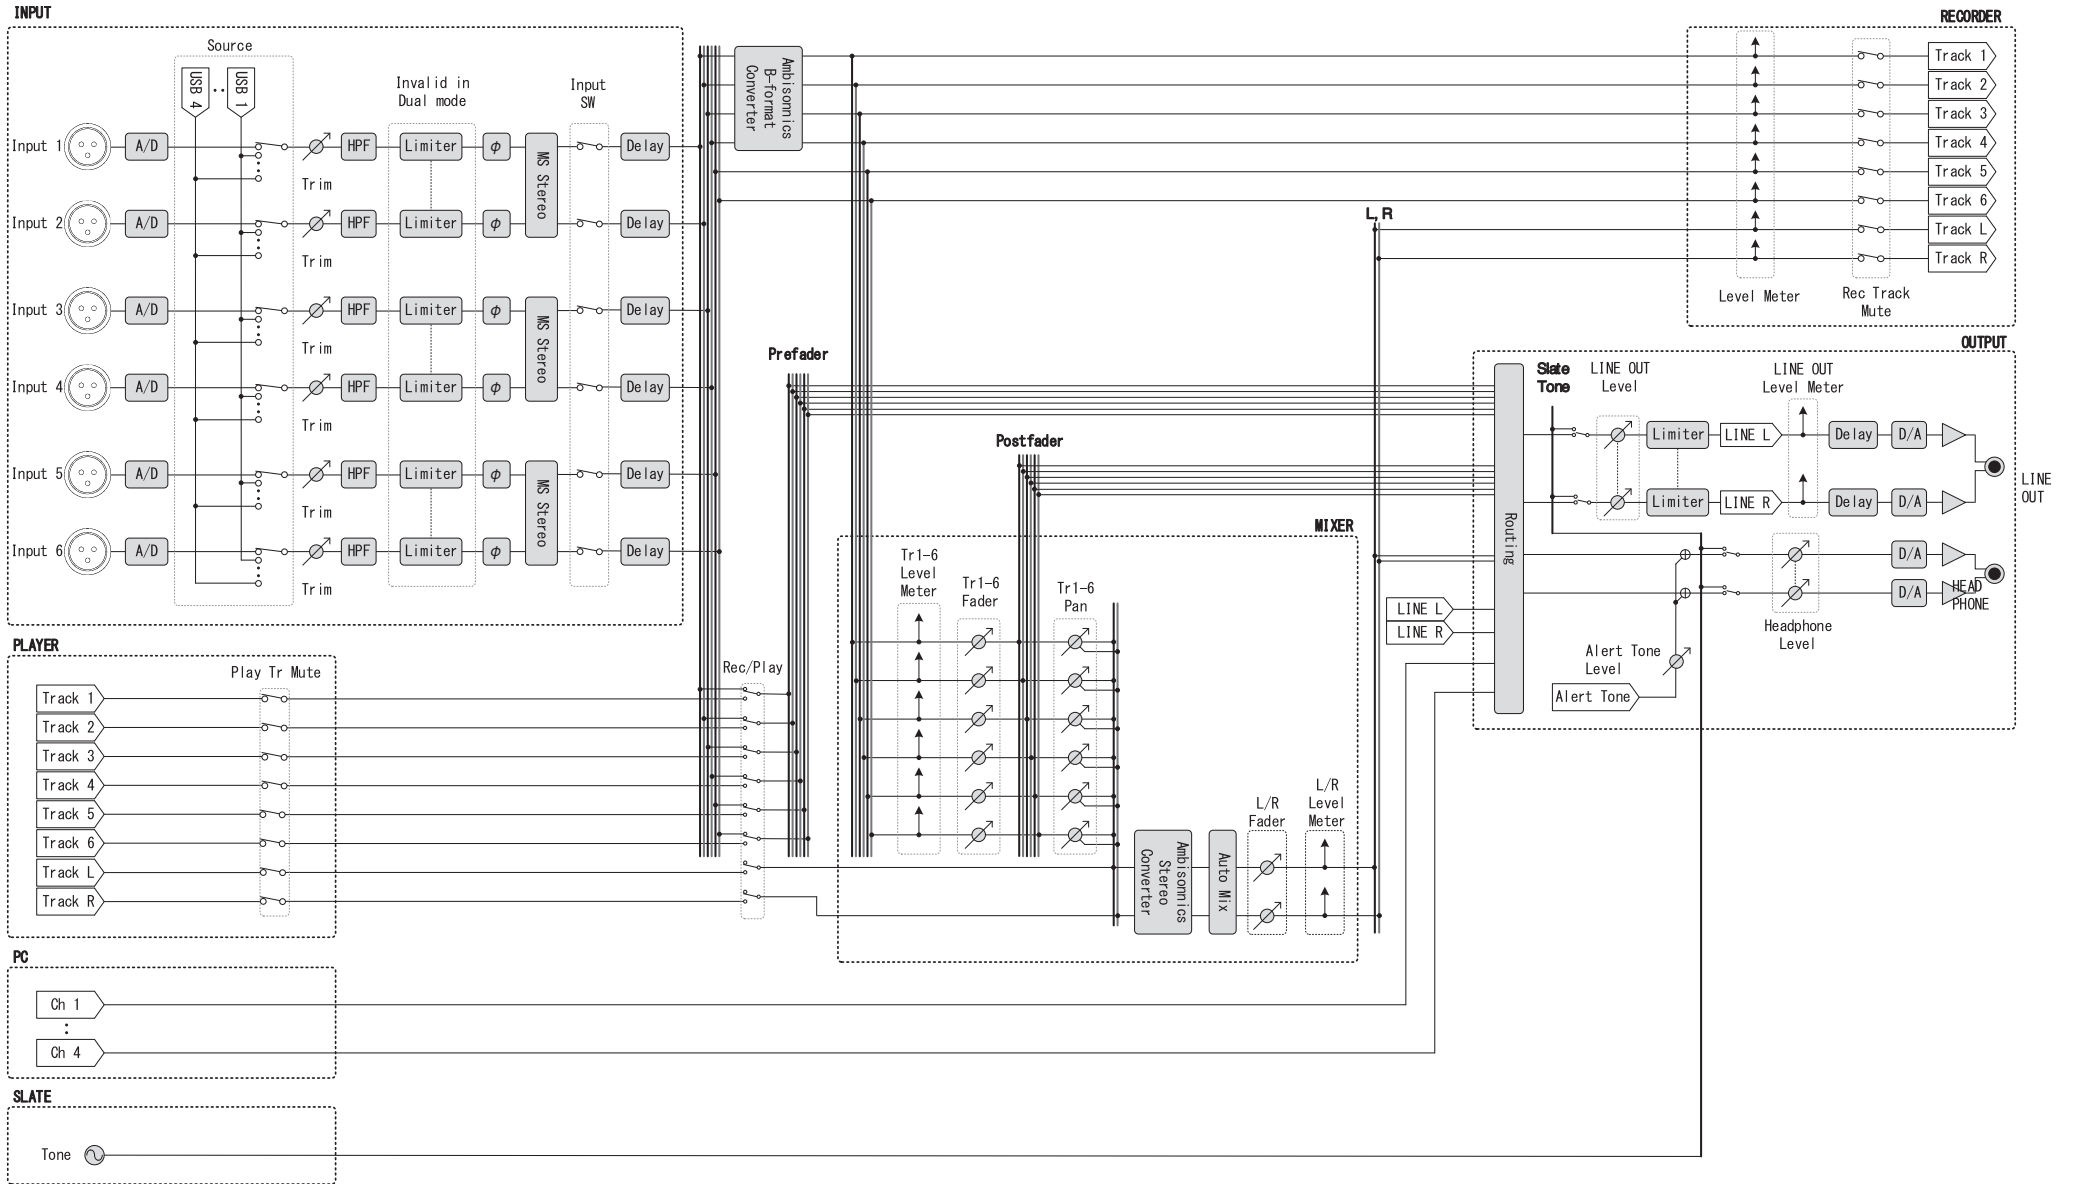 INPUT
Source
USB 4
USB 1
Invalid in
Dual mode
Input
SW
Input 1
A/D
Trim
HPF
Limiter
φ
MS Stereo
Delay
Input 2
A/D
Trim
HPF
Limiter
φ
Delay
Input 3
A/D
Trim
HPF
Limiter
φ
MS Stereo
Delay
Input 4
A/D
Trim
HPF
Limiter
φ
Delay
Input 5
A/D
Trim
HPF
Limiter
φ
MS Stereo
Delay
Input 6
A/D
Trim
HPF
Limiter
φ
Delay
Ambisonnics
B-format
Converter
RECORDER
Track 1
Track 2
Track 3
Track 4
Track 5
Track 6
Track L
Track R
Level Meter
Rec Track
Mute
L,R
Prefader
Postfader
PLAYER
Play Tr Mute
Track 1
Track 2
Track 3
Track 4
Track 5
Track 6
Track L
Track R
Rec/Play
MIXER
Tr1-6
Level
Meter
Tr1-6
Fader
Tr1-6
Pan
Ambisonnics
Stereo
Converter
Auto Mix
L/R
Fader
L/R
Level
Meter
OUTPUT
Routing
Slate
Tone
LINE OUT
Level
LINE OUT
Level Meter
Limiter
LINE L
Delay
D/A
Limiter
LINE R
Delay
D/A
LINE
OUT
D/A
D/A
HEAD
PHONE
LINE L
LINE R
Headphone
Level
Alert Tone
Level
Alert Tone
PC
Ch 1
Ch 4
SLATE
Tone